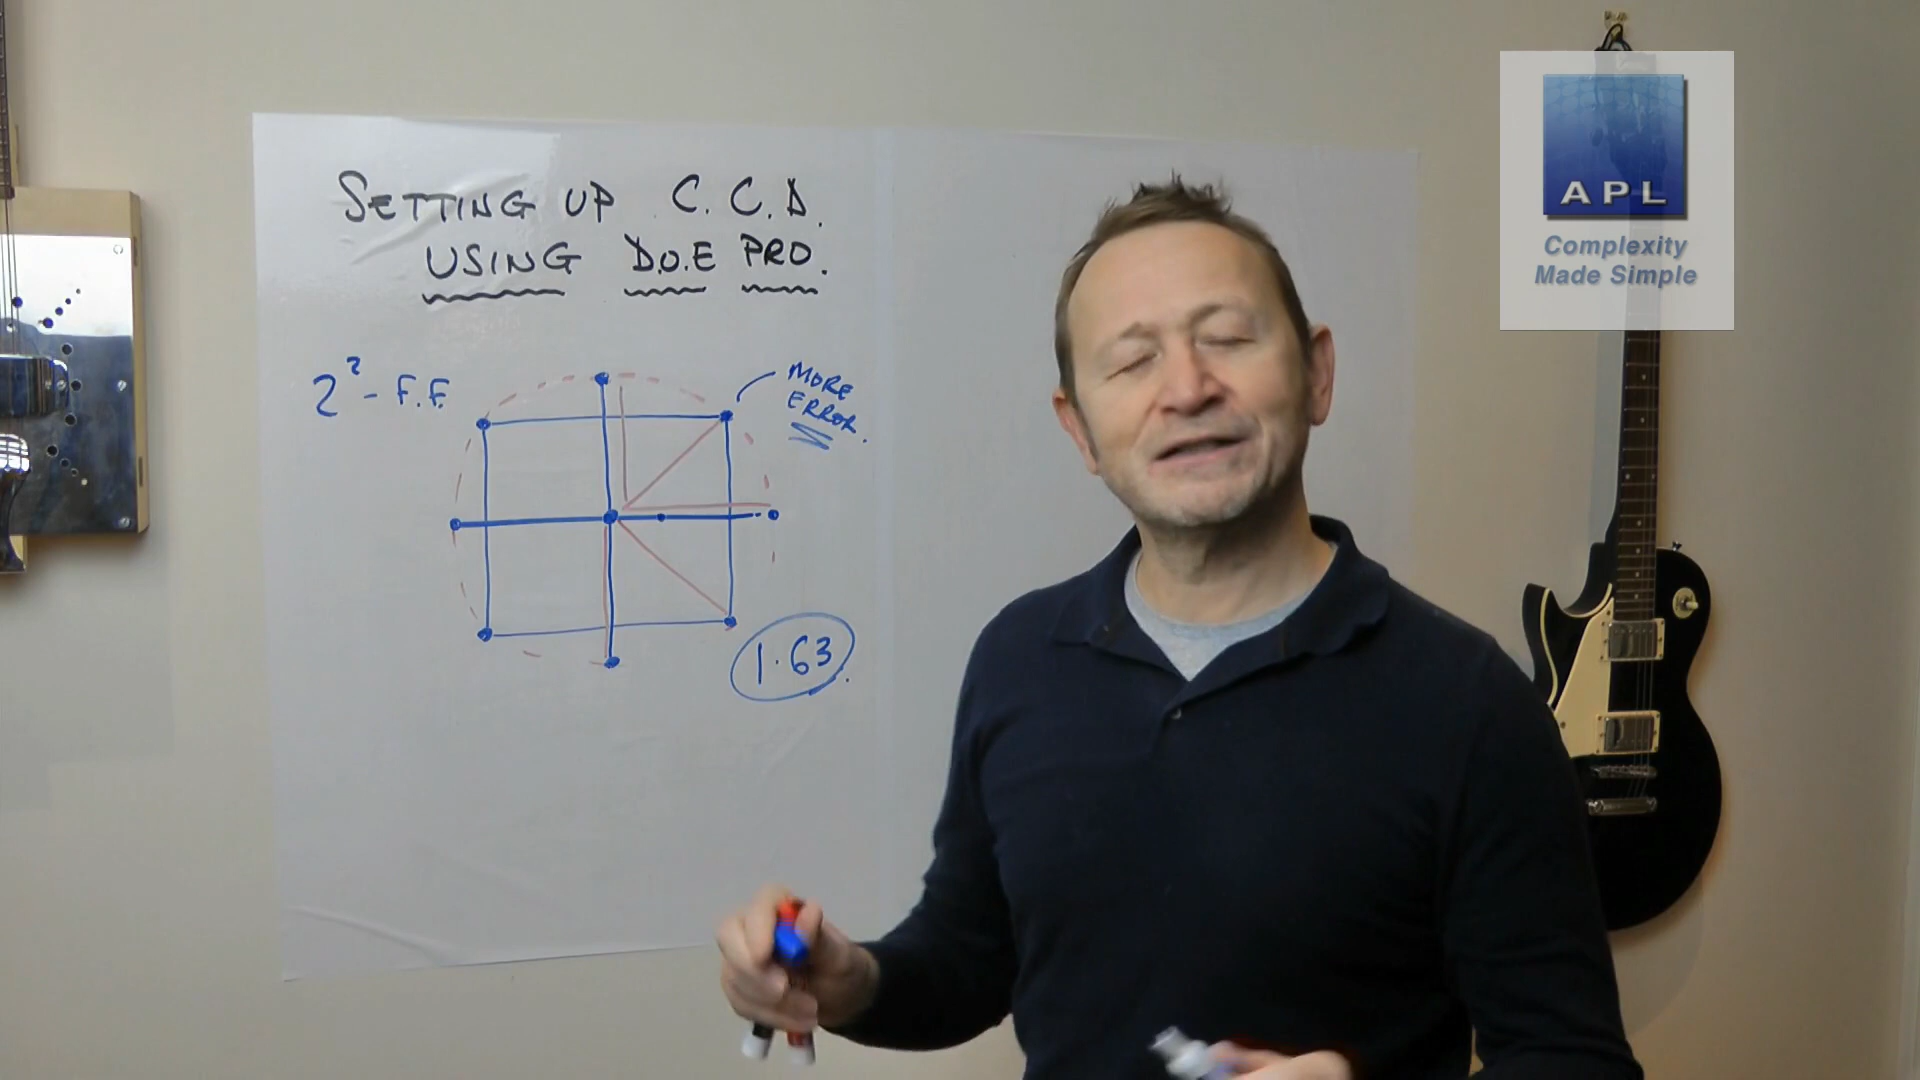 SETTING UP C.C.D.
USING D.O.E PRO.
2² - F.F.
MORE
ERROR.
1.63.
APL
Complexity
Made Simple